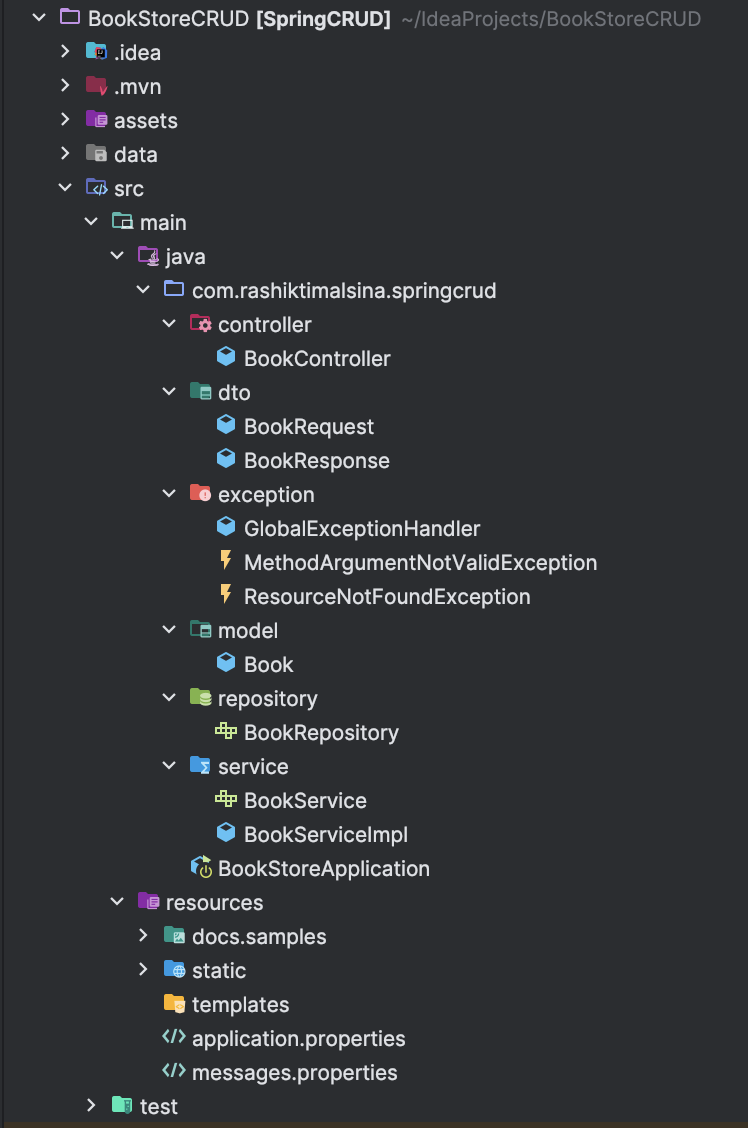 BookStoreCRUD [SpringCRUD] ~/IdeaProjects/BookStoreCRUD
.idea
.mvn
assets
data
src
main
java
com.rashiktimalsina.springcrud
controller
BookController
dto
BookRequest
BookResponse
exception
GlobalExceptionHandler
MethodArgumentNotValidException
ResourceNotFoundException
model
Book
repository
BookRepository
service
BookService
BookServiceImpl
BookStoreApplication
resources
docs.samples
static
templates
application.properties
messages.properties
test